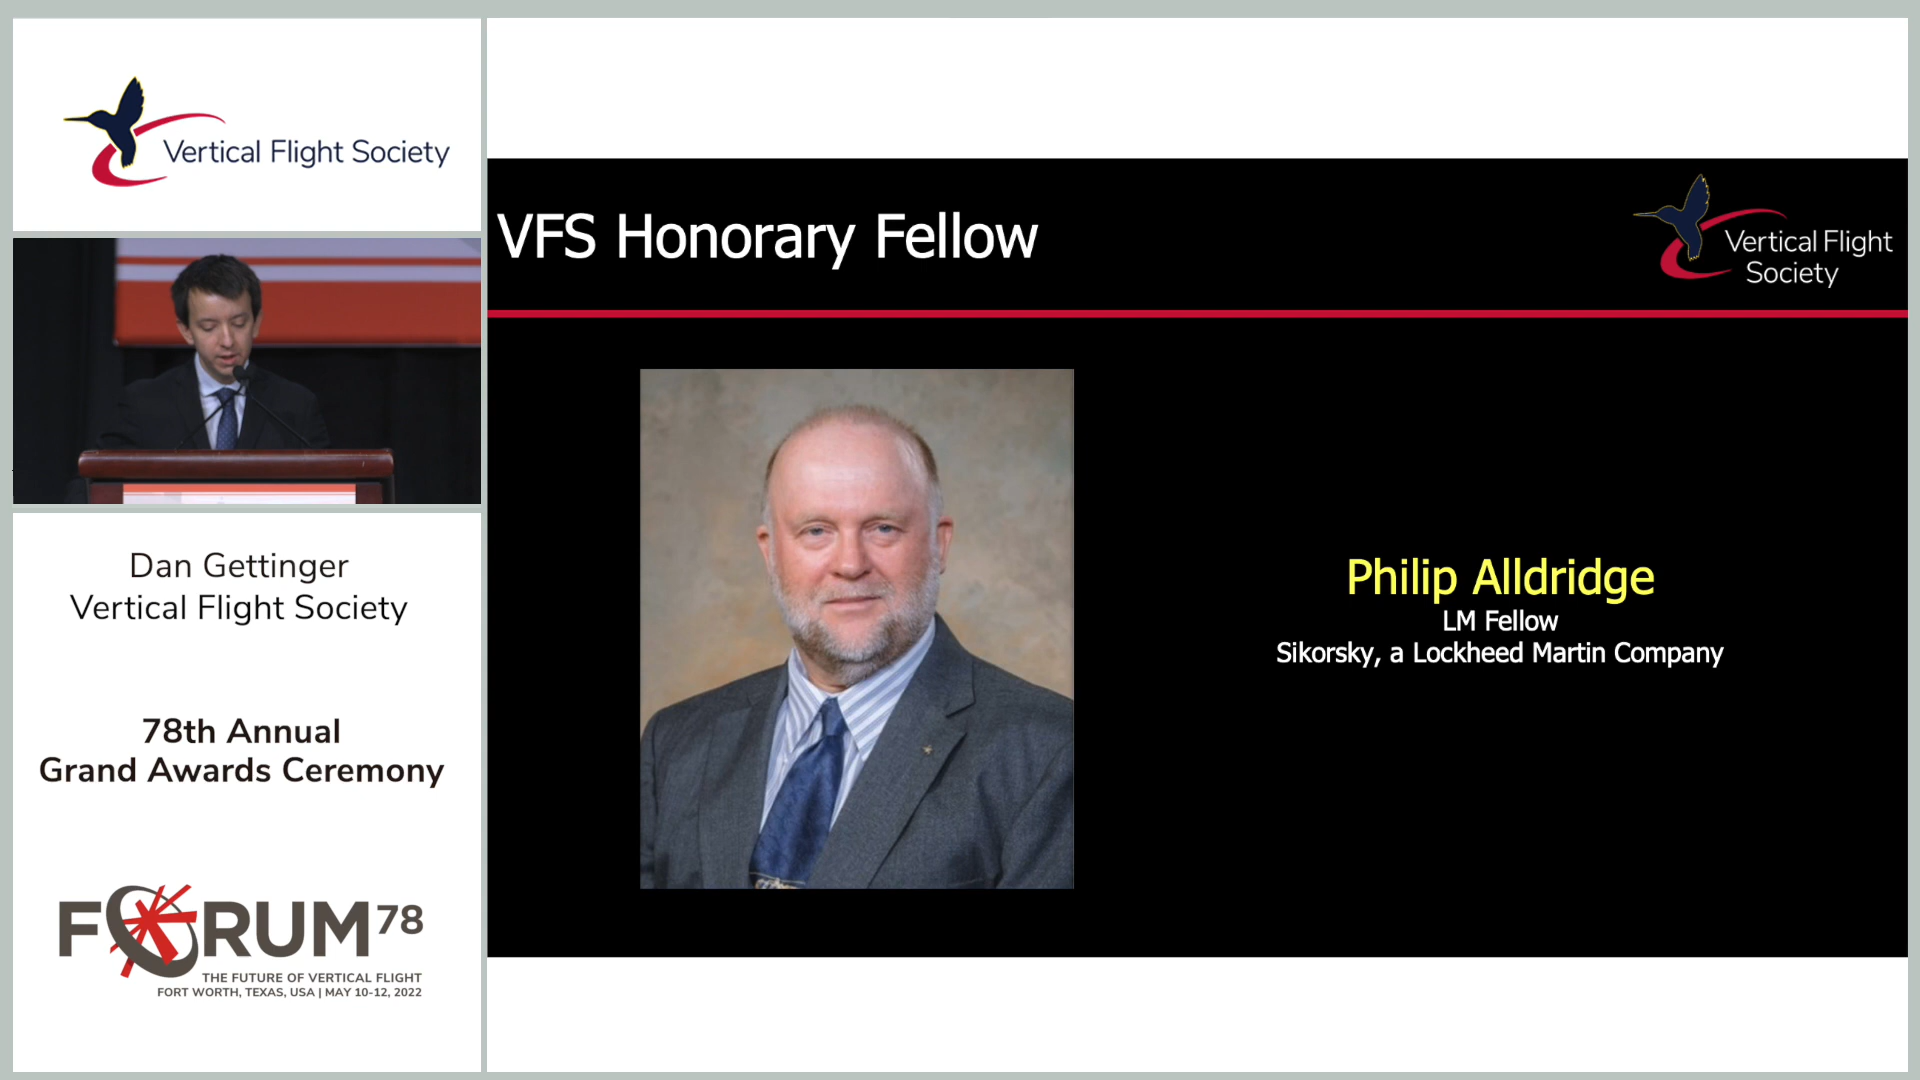 Vertical Flight Society
Dan Gettinger
Vertical Flight Society
78th Annual
Grand Awards Ceremony
FORUM 78
THE FUTURE OF VERTICAL FLIGHT
FORT WORTH, TEXAS, USA | MAY 10-12, 2022
VFS Honorary Fellow
Vertical Flight
Society
Philip Alldridge
LM Fellow
Sikorsky, a Lockheed Martin Company